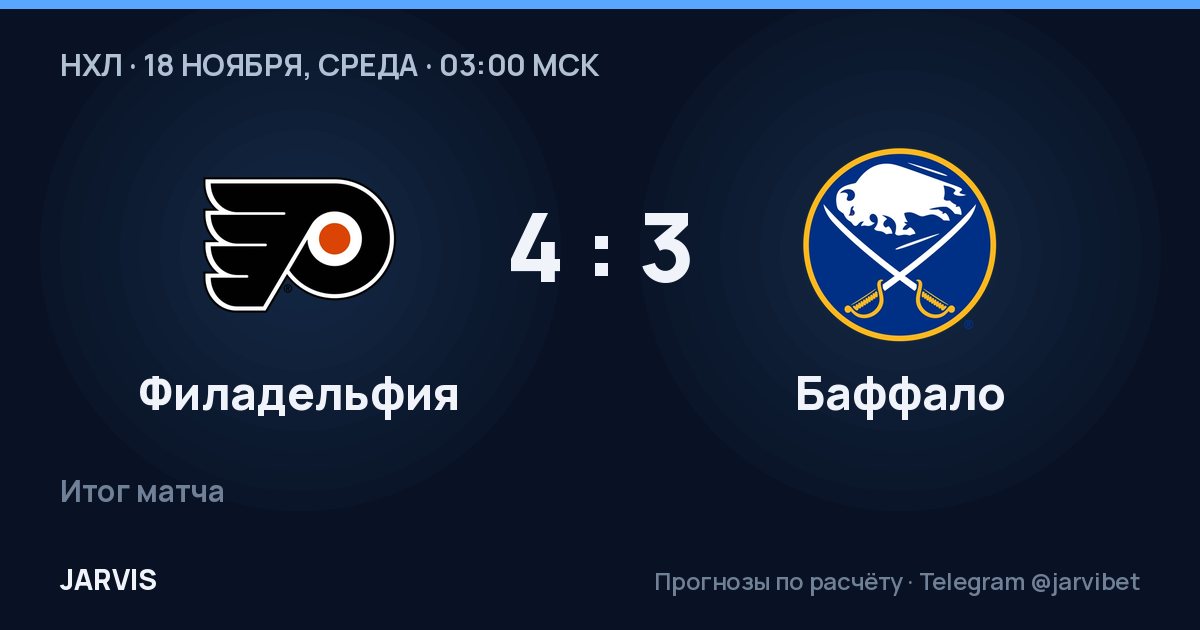 НХЛ · 18 НОЯБРЯ, СРЕДА · 03:00 МСК
4 : 3
Филадельфия
Баффало
Итог матча
JARVIS
Прогнозы по расчёту · Telegram @jarvibet